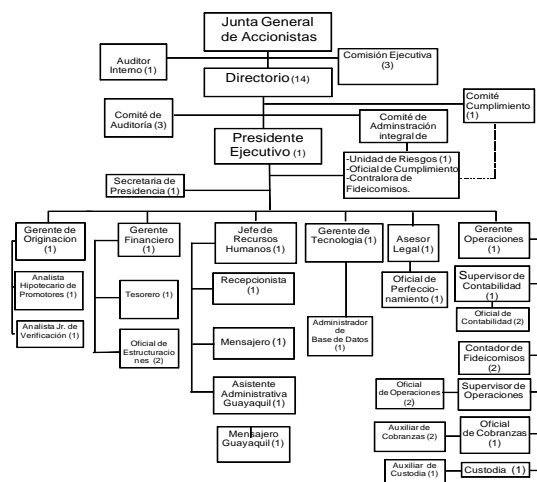 Junta General
de Accionistas
Auditor
Interno (1)
Comisión Ejecutiva
(3)
Directorio (14)
Comité
Cumplimiento
(1)
Comité de
Auditoría (3)
Comité de
Adminstración
integral de
Presidente
Ejecutivo (1)
-Unidad de Riesgos (1)
-Oficial de Cumplimiento
-Contralora de
Fideicomisos.
Secretaria de
Presidencia (1)
Gerente de
Originacion
(1)
Gerente
Financiero
(1)
Jefe de
Recursos
Humanos (1)
Gerente de
Tecnología (1)
Asesor
Legal (1)
Gerente
Operaciones
(1)
Analista
Hipotecario de
Promotores (1)
Tesorero (1)
Recepcionista
(1)
Oficial de
Perfeccio-
namiento (1)
Supervisor de
Contabilidad
(1)
Oficial de
Contabilidad (2)
Analista Jr. de
Verificación (1)
Oficial de
Estructuracio
nes (2)
Mensajero (1)
Administrador
de
Base de Datos
(1)
Contador de
Fideicomisos
(2)
Asistente
Administrativa
Guayaquil (1)
Oficial
de Operaciones
(2)
Supervisor de
Operaciones
Mensajero
Guayaquil (1)
Auxiliar de
Cobranzas (2)
Oficial
de Cobranzas
(1)
Auxiliar de
Custodia (1)
Custodia (1)